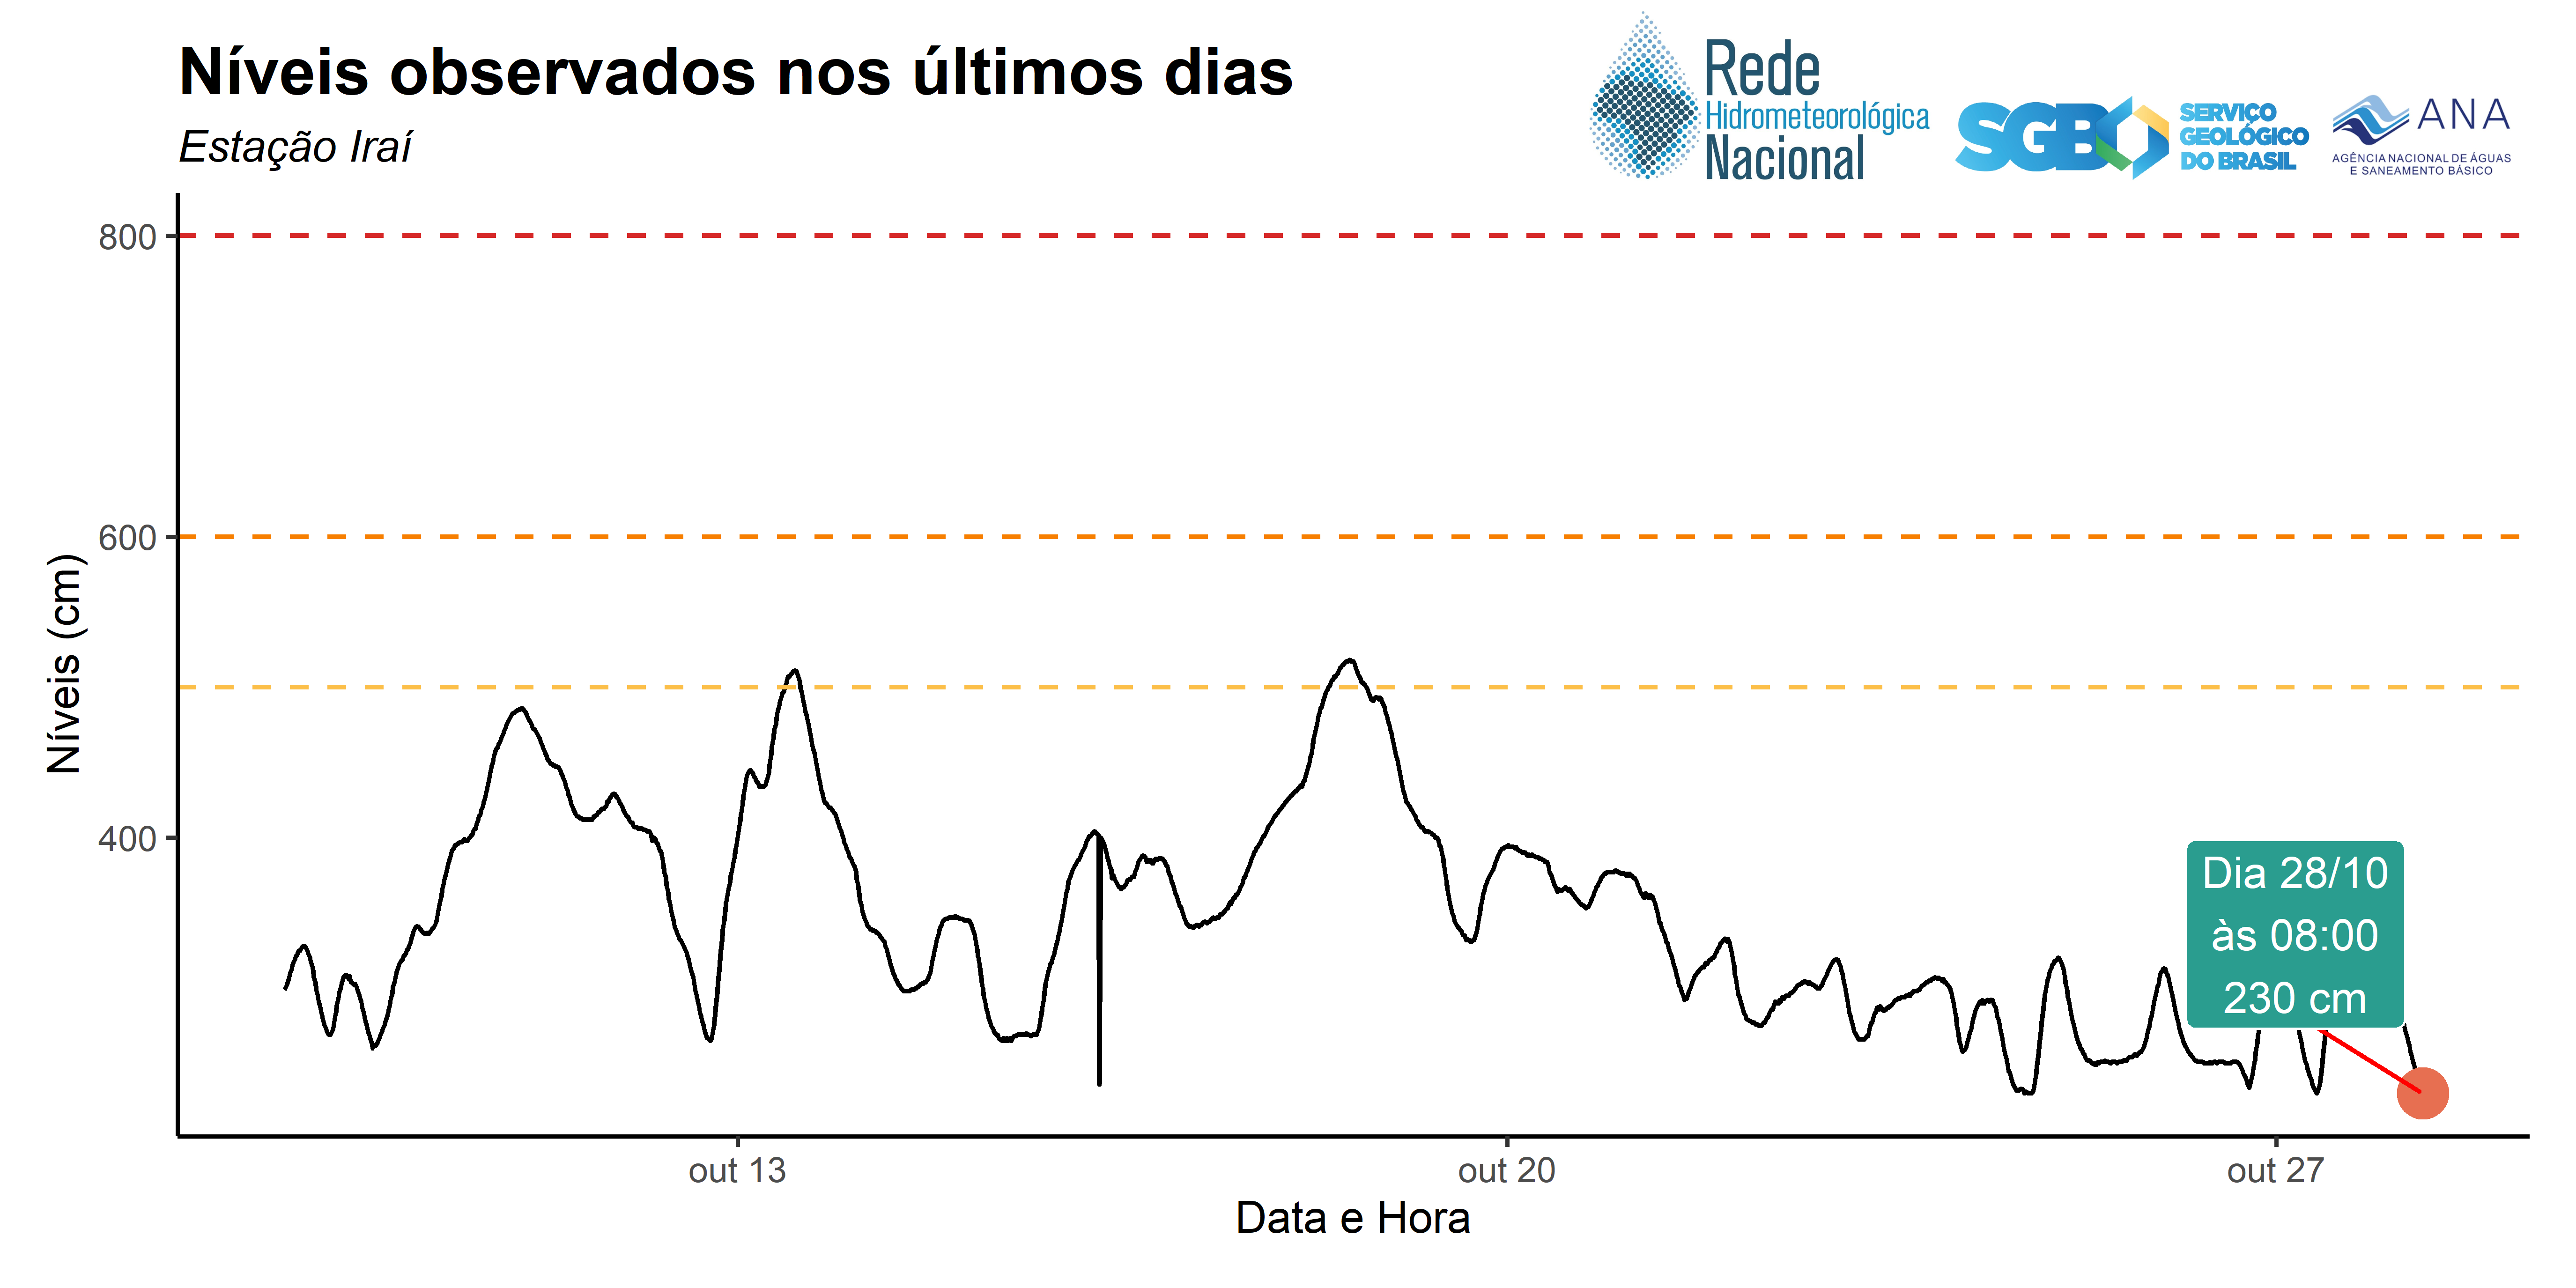 Níveis observados nos últimos dias
Estação Iraí
Rede
Hidrometeorológica
Nacional
SGB
SERVIÇO
GEOLÓGICO
DO BRASIL
ANA
AGÊNCIA NACIONAL DE ÁGUAS
E SANEAMENTO BÁSICO
800
600
400
Níveis (cm)
Dia 28/10
às 08:00
230 cm
out 13
out 20
out 27
Data e Hora